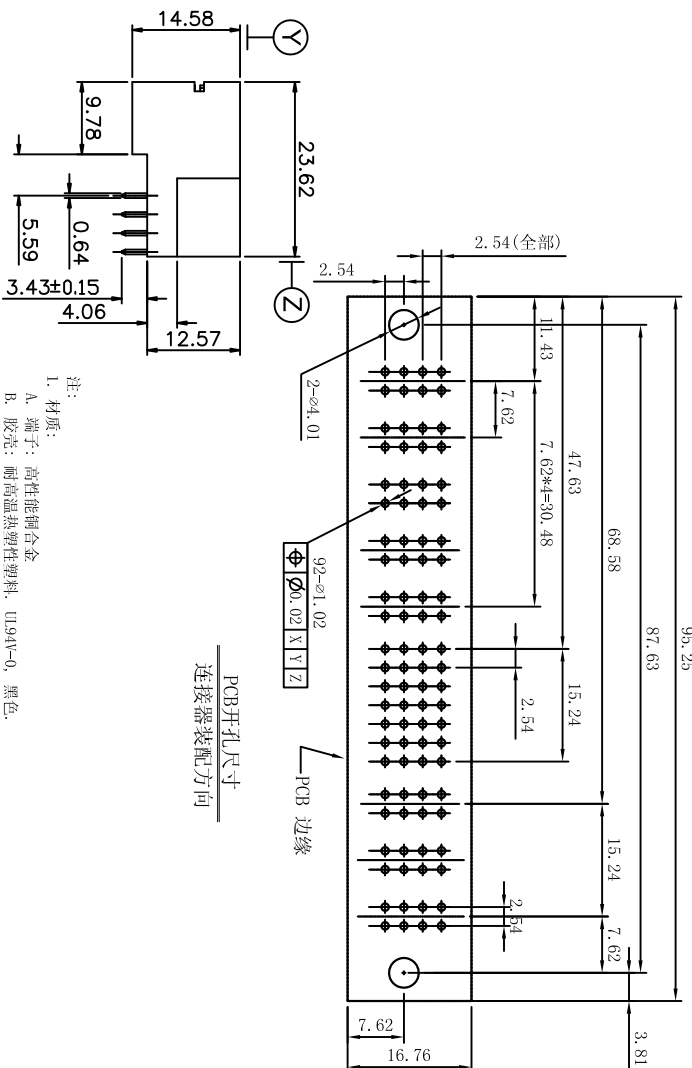 14.58
Y
9.78
23.62
0.64
5.59
3.43±0.15
4.06
12.57
Z
2.54(全部)
2.54
11.43
7.62
7.62*4=30.48
47.63
68.58
87.63
95.25
2-⌀4.01
92-⌀1.02
⌖ Ø0.02 X Y Z
15.24
2.54
15.24
2.54
7.62
3.81
7.62
16.76
PCB 边缘
PCB开孔尺寸
连接器装配方向
注:
1. 材质:
A. 端子: 高性能铜合金
B. 胶壳: 耐高温热塑性塑料. UL94V-0, 黑色.